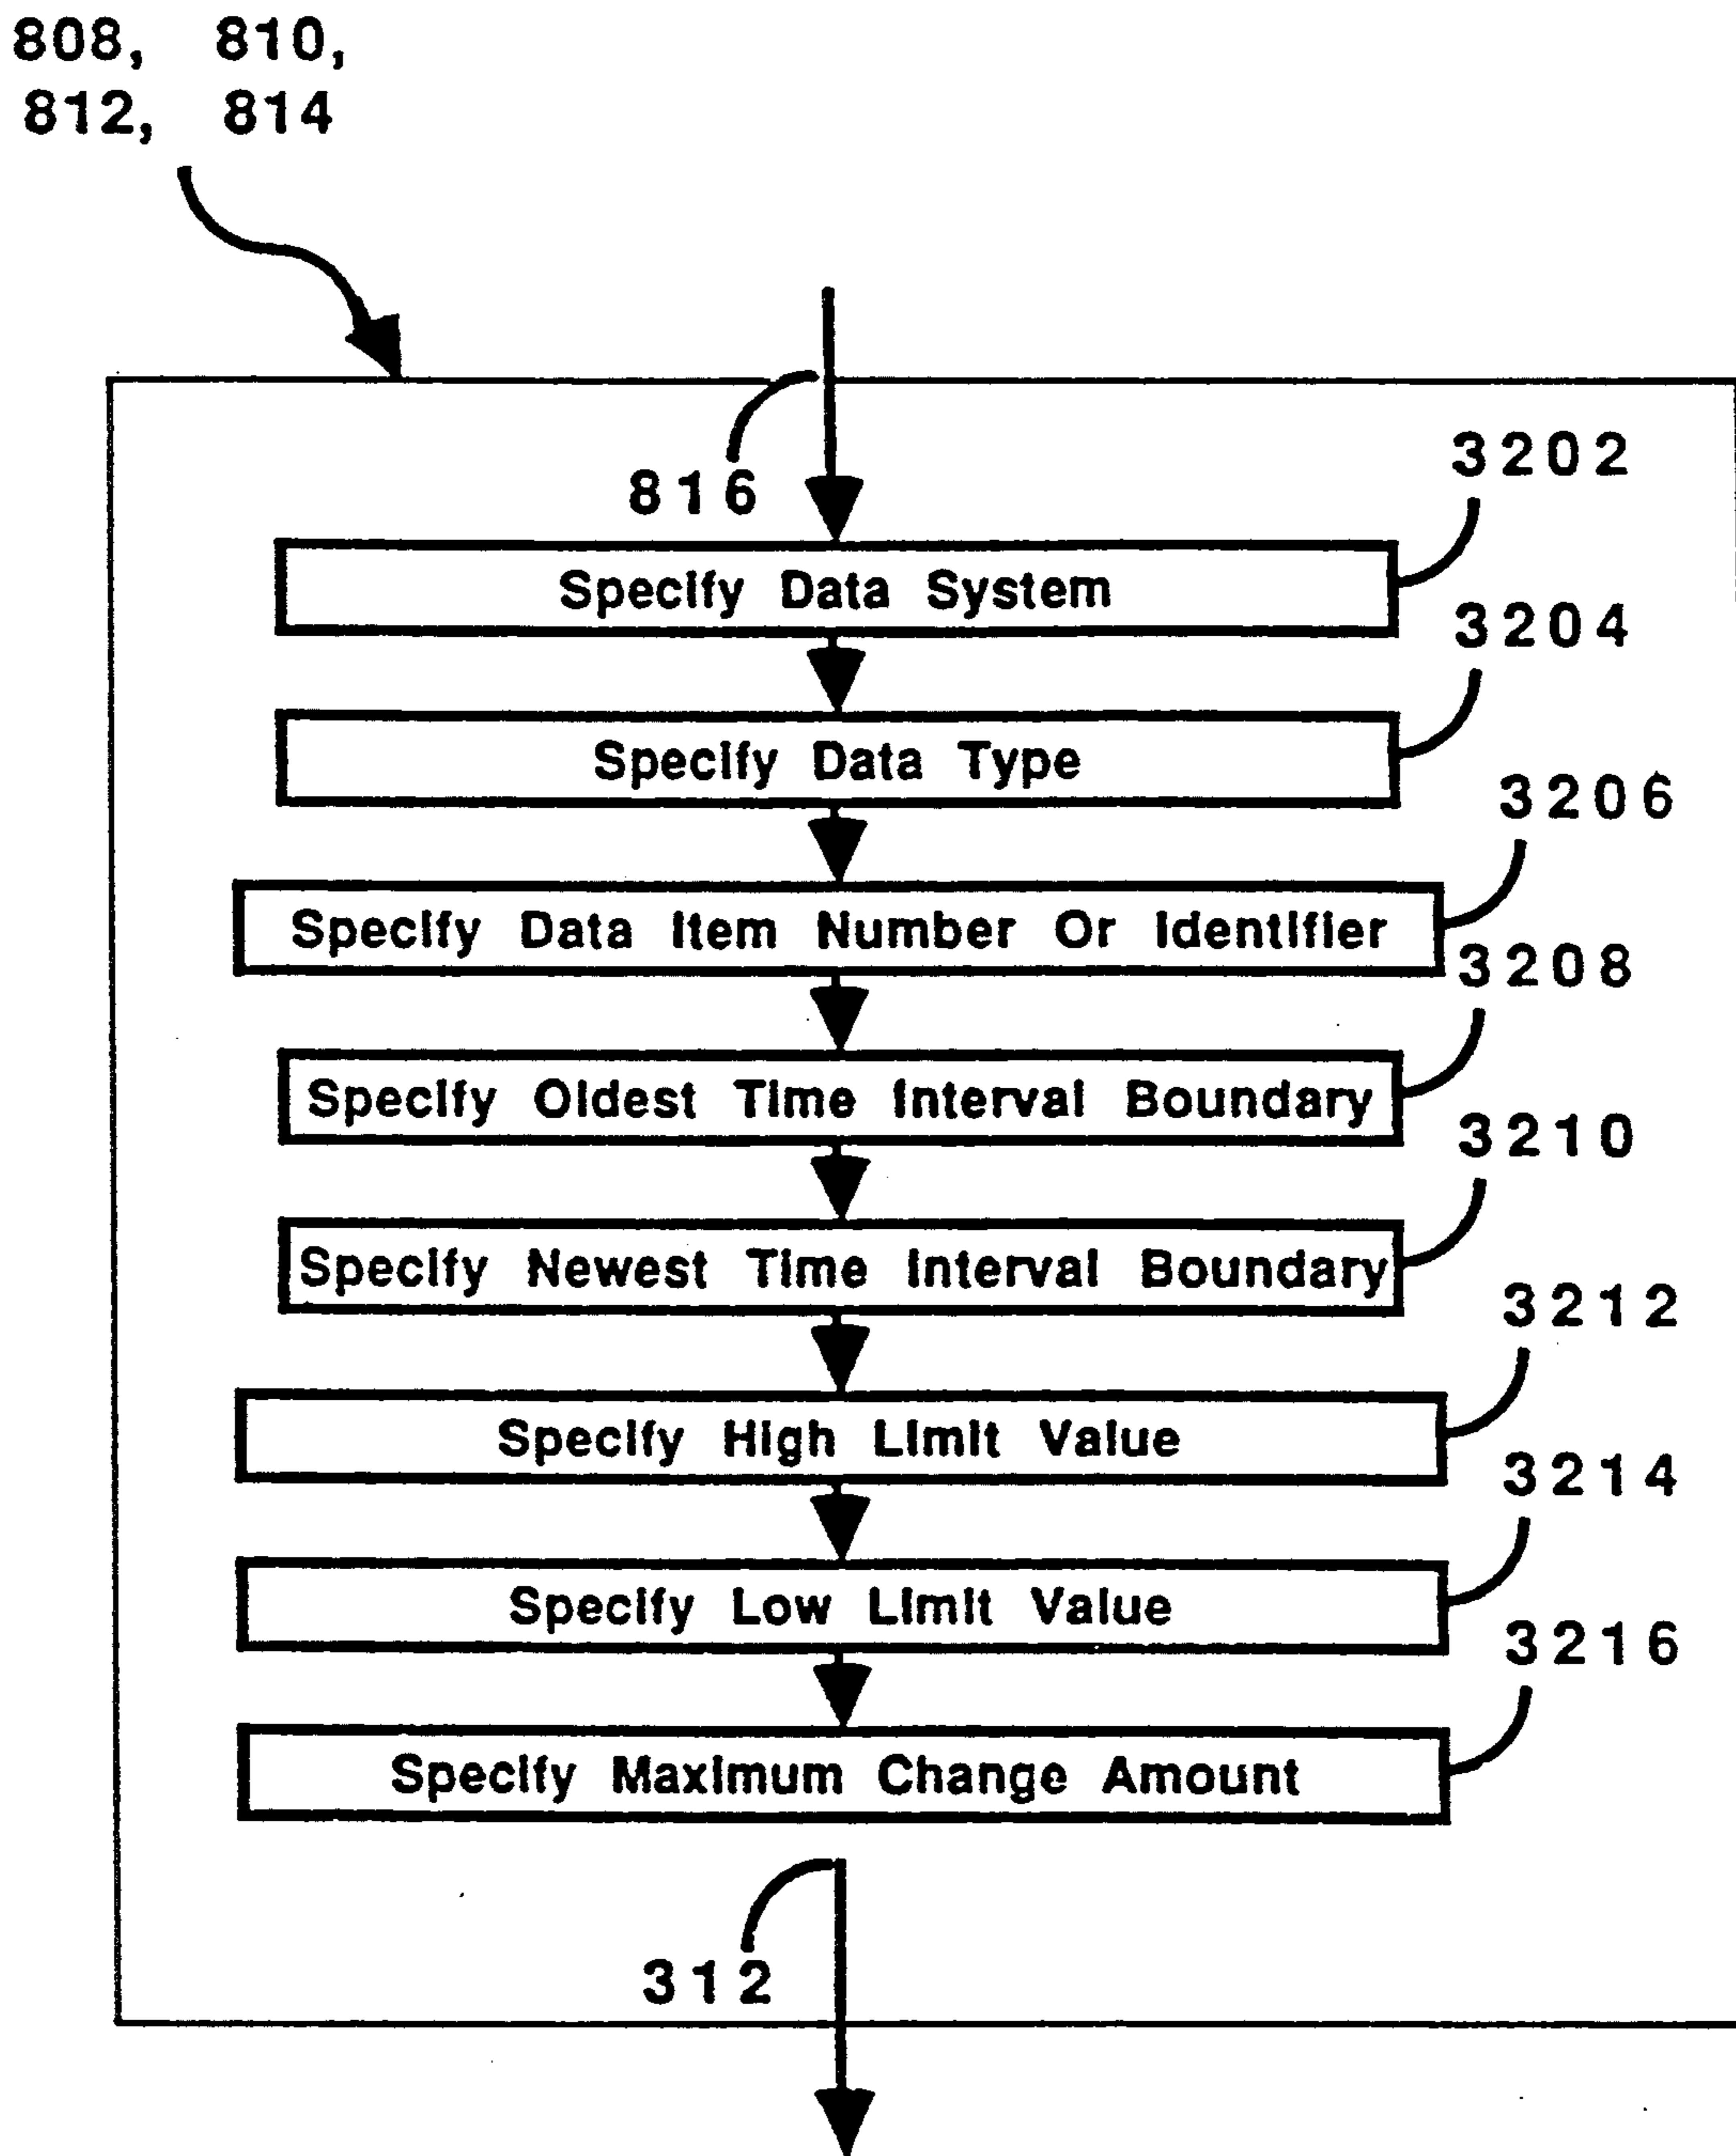 808, 810,
812, 814
816
3202
Specify Data System
3204
Specify Data Type
3206
Specify Data Item Number Or Identifier
3208
Specify Oldest Time Interval Boundary
3210
Specify Newest Time Interval Boundary
3212
Specify High Limit Value
3214
Specify Low Limit Value
3216
Specify Maximum Change Amount
312